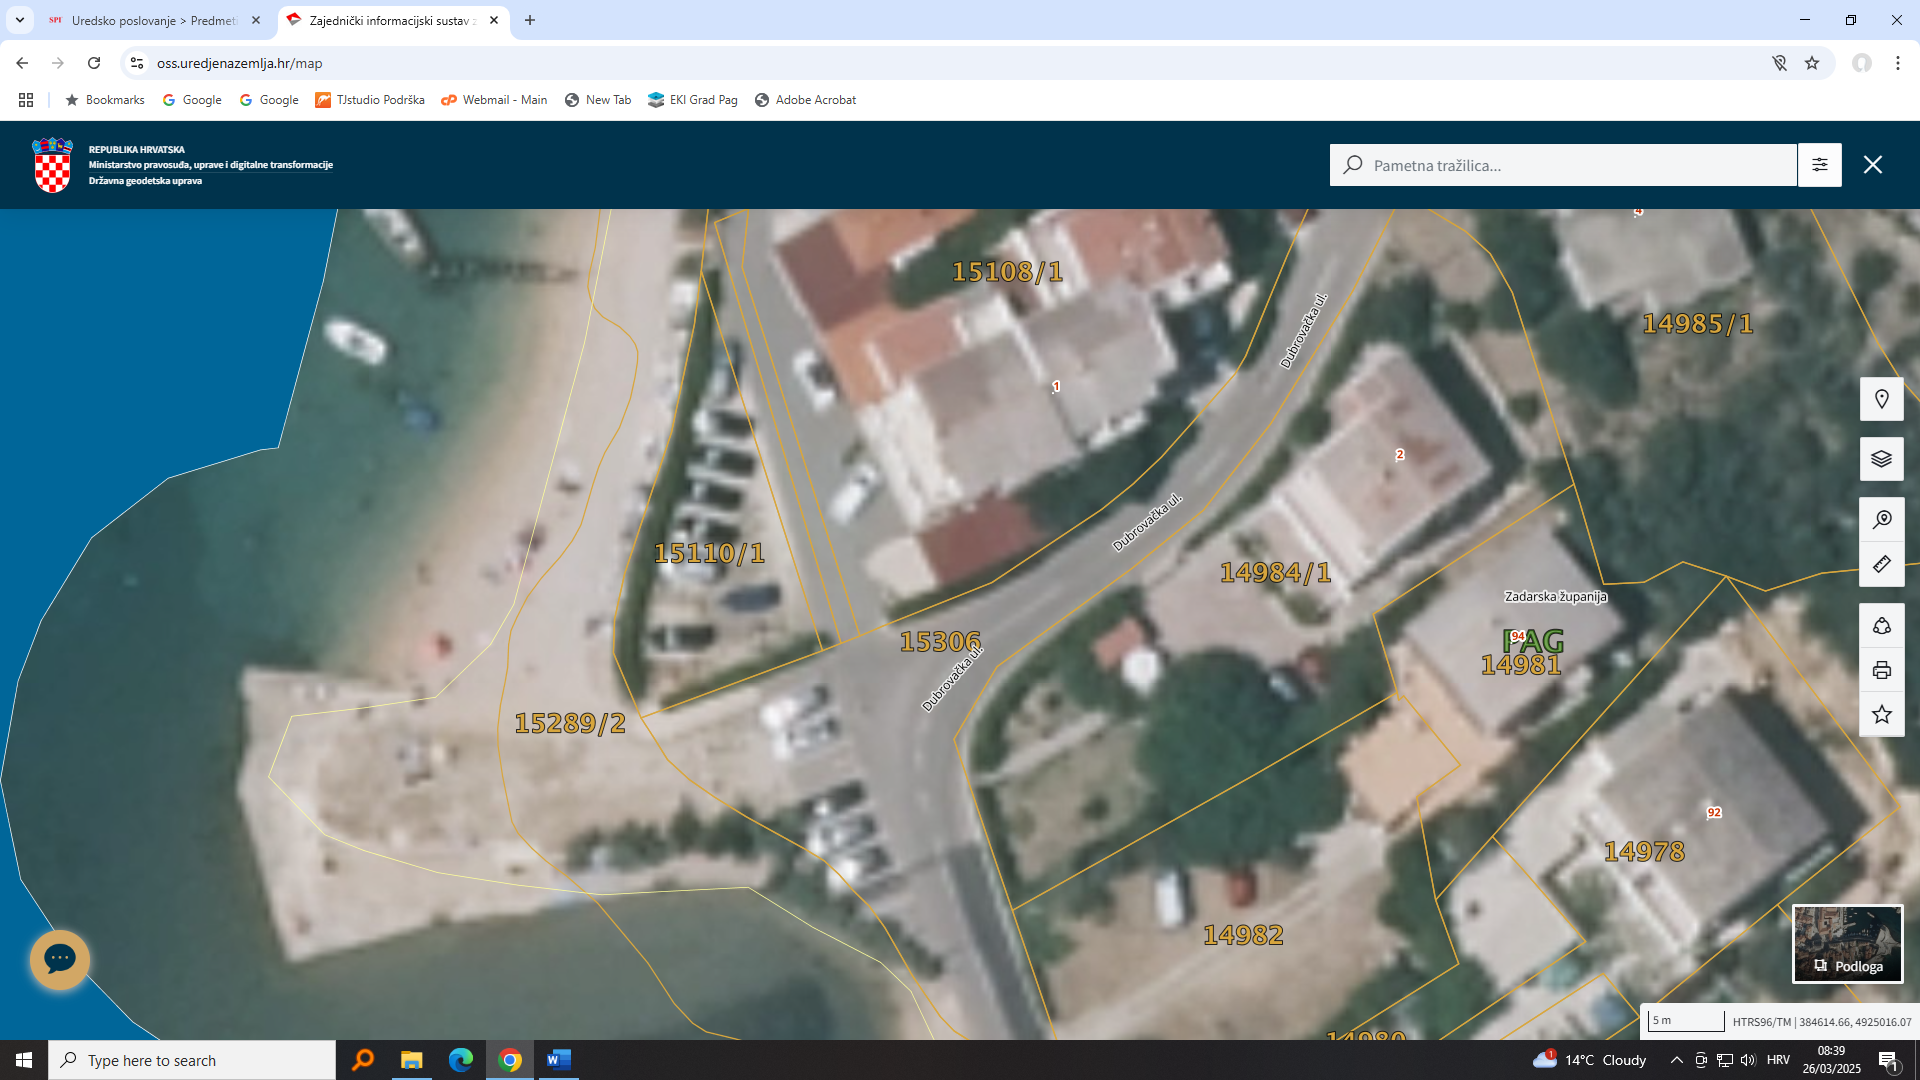 Uredsko poslovanje > Predmet
Zajednički informacijski sustav z
oss.uredjenazemlja.hr/map
Bookmarks
Google
Google
TJstudio Podrška
Webmail - Main
New Tab
EKI Grad Pag
Adobe Acrobat
REPUBLIKA HRVATSKA
Ministarstvo pravosuđa, uprave i digitalne transformacije
Državna geodetska uprava
Pametna tražilica...
4
15108/1
14985/1
Dubrovačka ul.
1
2
Dubrovačka ul.
15110/1
14984/1
Zadarska županija
94
PAG
14981
15306
Dubrovačka ul.
15289/2
92
14978
14982
14980
Podloga
5 m
HTRS96/TM | 384614.66, 4925016.07
Type here to search
1
14°C Cloudy
HRV
08:39
26/03/2025
1